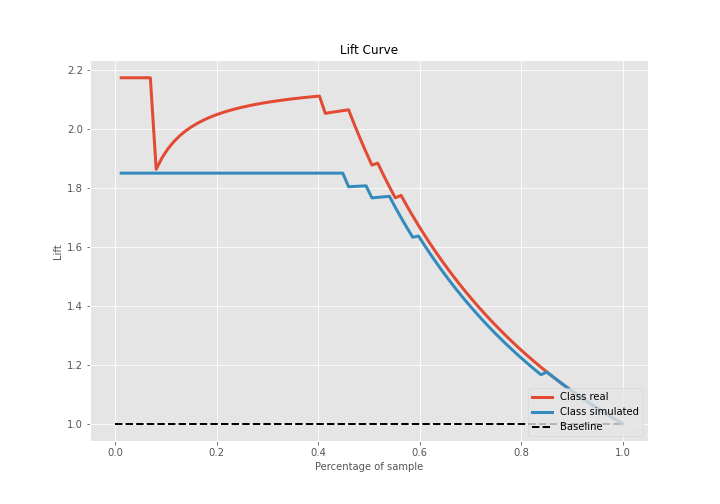 Lift Curve
2.2
2.0
1.8
1.6
1.4
1.2
1.0
Lift
0.0 0.2 0.4 0.6 0.8 1.0
Percentage of sample
Class real
Class simulated
Baseline